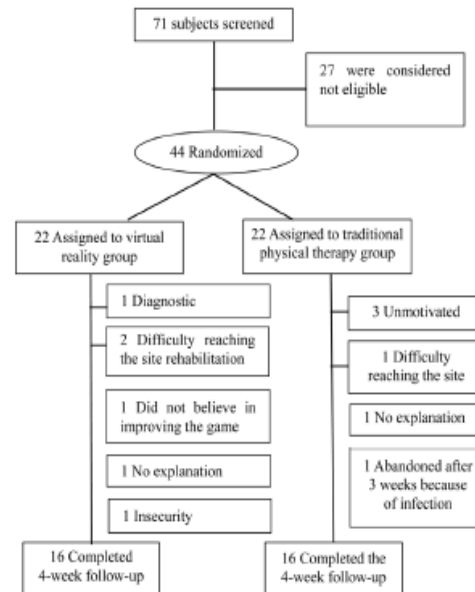 71 subjects screened
27 were considered
not eligible
44 Randomized
22 Assigned to virtual
reality group
22 Assigned to traditional
physical therapy group
1 Diagnostic
2 Difficulty reaching
the site rehabilitation
1 Did not believe in
improving the game
1 No explanation
1 Insecurity
3 Unmotivated
1 Difficulty
reaching the site
1 No explanation
1 Abandoned after
3 weeks because
of infection
16 Completed
4-week follow-up
16 Completed the
4-week follow-up